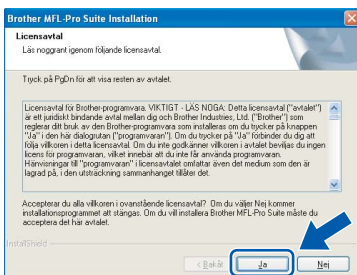 Brother MFL-Pro Suite Installation
Licensavtal
Läs noggrant igenom följande licensavtal.
Tryck på PgDn för att visa resten av avtalet.
Licensavtal för Brother-programvara. VIKTIGT - LÄS NOGA: Detta licensavtal ("avtalet")
är ett juridiskt bindande avtal mellan dig och Brother Industries, Ltd. ("Brother") som
reglerar ditt bruk av den Brother-programvara som installeras om du trycker på knappen
"Ja" i den här dialogrutan ("programvaran"). Om du trycker på "Ja" förbinder du dig att
följa villkoren i detta licensavtal. Om du inte godkänner villkoren i avtalet beviljas du ingen
licens för programvaran, vilket innebär att du inte får använda programvaran.
Hänvisningar till "programvaran" i licensavtalet omfattar även det medium som den är
lagrad på, i den utsträckning sammanhanget tillåter det.
Accepterar du alla villkoren i ovanstående licensavtal? Om du väljer Nej kommer
installationsprogrammet att stängas. Om du vill installera Brother MFL-Pro Suite måste du
acceptera det här avtalet.
InstallShield
< Bakåt
Ja
Nej